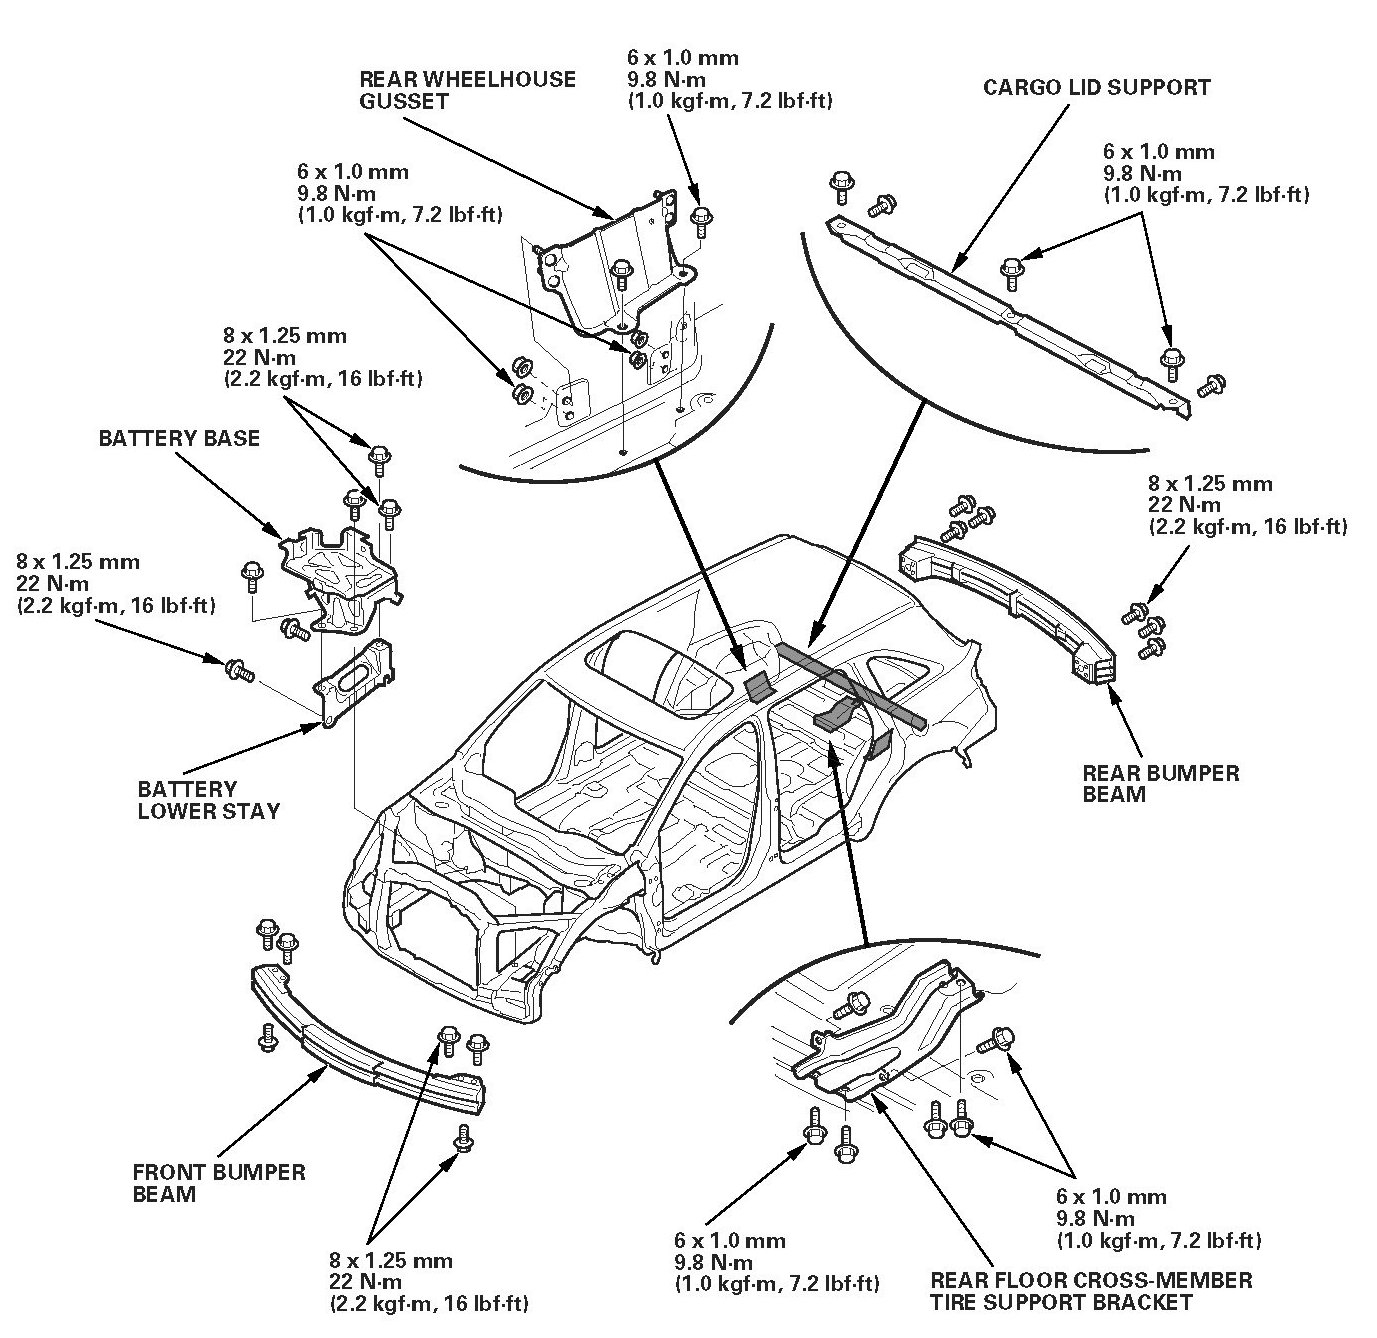 REAR WHEELHOUSE
GUSSET
6 x 1.0 mm
9.8 N·m
(1.0 kgf·m, 7.2 lbf·ft)
CARGO LID SUPPORT
6 x 1.0 mm
9.8 N·m
(1.0 kgf·m, 7.2 lbf·ft)
6 x 1.0 mm
9.8 N·m
(1.0 kgf·m, 7.2 lbf·ft)
8 x 1.25 mm
22 N·m
(2.2 kgf·m, 16 lbf·ft)
BATTERY BASE
8 x 1.25 mm
22 N·m
(2.2 kgf·m, 16 lbf·ft)
8 x 1.25 mm
22 N·m
(2.2 kgf·m, 16 lbf·ft)
BATTERY
LOWER STAY
REAR BUMPER
BEAM
FRONT BUMPER
BEAM
8 x 1.25 mm
22 N·m
(2.2 kgf·m, 16 lbf·ft)
6 x 1.0 mm
9.8 N·m
(1.0 kgf·m, 7.2 lbf·ft)
6 x 1.0 mm
9.8 N·m
(1.0 kgf·m, 7.2 lbf·ft)
REAR FLOOR CROSS-MEMBER
TIRE SUPPORT BRACKET